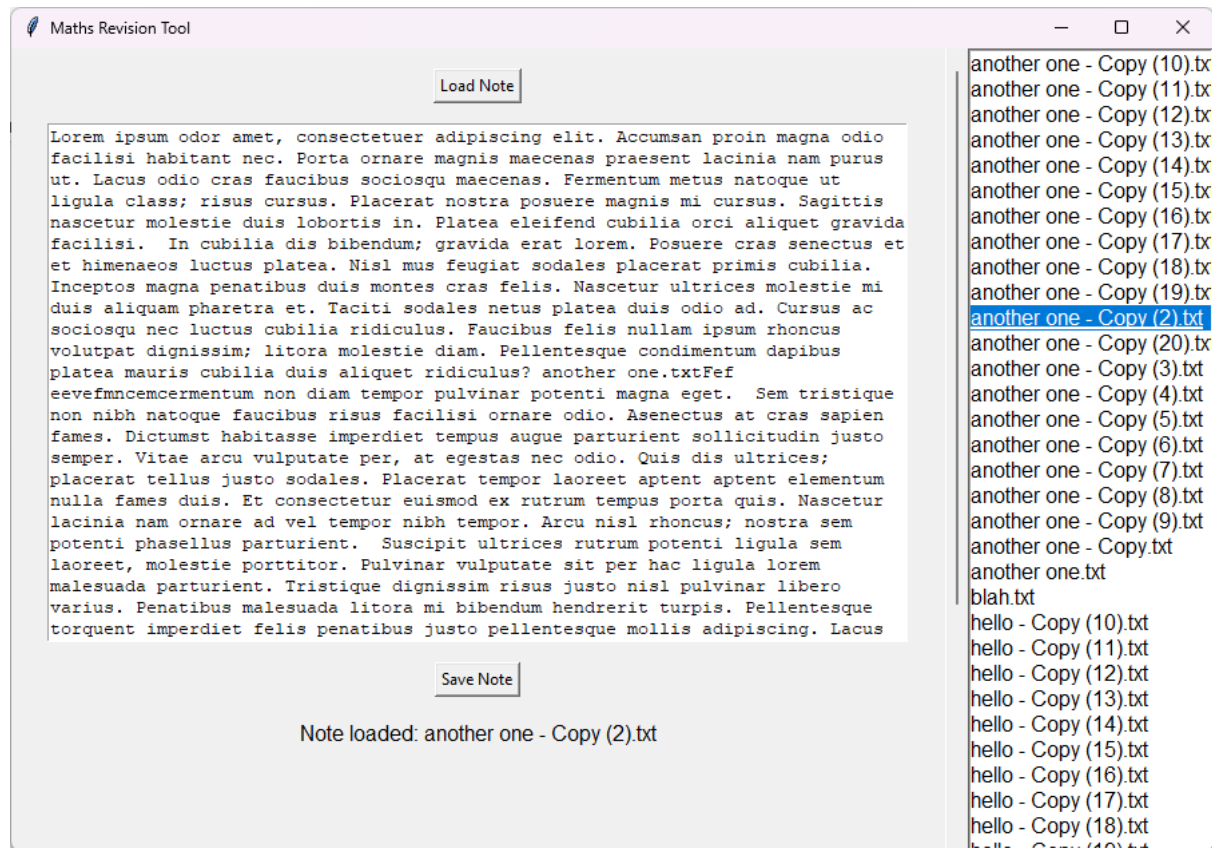 Maths Revision Tool
Load Note
Lorem ipsum odor amet, consectetuer adipiscing elit. Accumsan proin magna odio
facilisi habitant nec. Porta ornare magnis maecenas praesent lacinia nam purus
ut. Lacus odio cras faucibus sociosqu maecenas. Fermentum metus natoque ut
ligula class; risus cursus. Placerat nostra posuere magnis mi cursus. Sagittis
nascetur molestie duis lobortis in. Platea eleifend cubilia orci aliquet gravida
facilisi.  In cubilia dis bibendum; gravida erat lorem. Posuere cras senectus et
et himenaeos luctus platea. Nisl mus feugiat sodales placerat primis cubilia.
Inceptos magna penatibus duis montes cras felis. Nascetur ultrices molestie mi
duis aliquam pharetra et. Taciti sodales netus platea duis odio ad. Cursus ac
sociosqu nec luctus cubilia ridiculus. Faucibus felis nullam ipsum rhoncus
volutpat dignissim; litora molestie diam. Pellentesque condimentum dapibus
platea mauris cubilia duis aliquet ridiculus? another one.txtFef
eevefmncemcermentum non diam tempor pulvinar potenti magna eget.  Sem tristique
non nibh natoque faucibus risus facilisi ornare odio. Asenectus at cras sapien
fames. Dictumst habitasse imperdiet tempus augue parturient sollicitudin justo
semper. Vitae arcu vulputate per, at egestas nec odio. Quis dis ultrices;
placerat tellus justo sodales. Placerat tempor laoreet aptent aptent elementum
nulla fames duis. Et consectetur euismod ex rutrum tempus porta quis. Nascetur
lacinia nam ornare ad vel tempor nibh tempor. Arcu nisl rhoncus; nostra sem
potenti phasellus parturient.  Suscipit ultrices rutrum potenti ligula sem
laoreet, molestie porttitor. Pulvinar vulputate sit per hac ligula lorem
malesuada parturient. Tristique dignissim risus justo nisl pulvinar libero
varius. Penatibus malesuada litora mi bibendum hendrerit turpis. Pellentesque
torquent imperdiet felis penatibus justo pellentesque mollis adipiscing. Lacus
Save Note
Note loaded: another one - Copy (2).txt
another one - Copy (10).tx
another one - Copy (11).tx
another one - Copy (12).tx
another one - Copy (13).tx
another one - Copy (14).tx
another one - Copy (15).tx
another one - Copy (16).tx
another one - Copy (17).tx
another one - Copy (18).tx
another one - Copy (19).tx
another one - Copy (2).txt
another one - Copy (20).tx
another one - Copy (3).txt
another one - Copy (4).txt
another one - Copy (5).txt
another one - Copy (6).txt
another one - Copy (7).txt
another one - Copy (8).txt
another one - Copy (9).txt
another one - Copy.txt
another one.txt
blah.txt
hello - Copy (10).txt
hello - Copy (11).txt
hello - Copy (12).txt
hello - Copy (13).txt
hello - Copy (14).txt
hello - Copy (15).txt
hello - Copy (16).txt
hello - Copy (17).txt
hello - Copy (18).txt